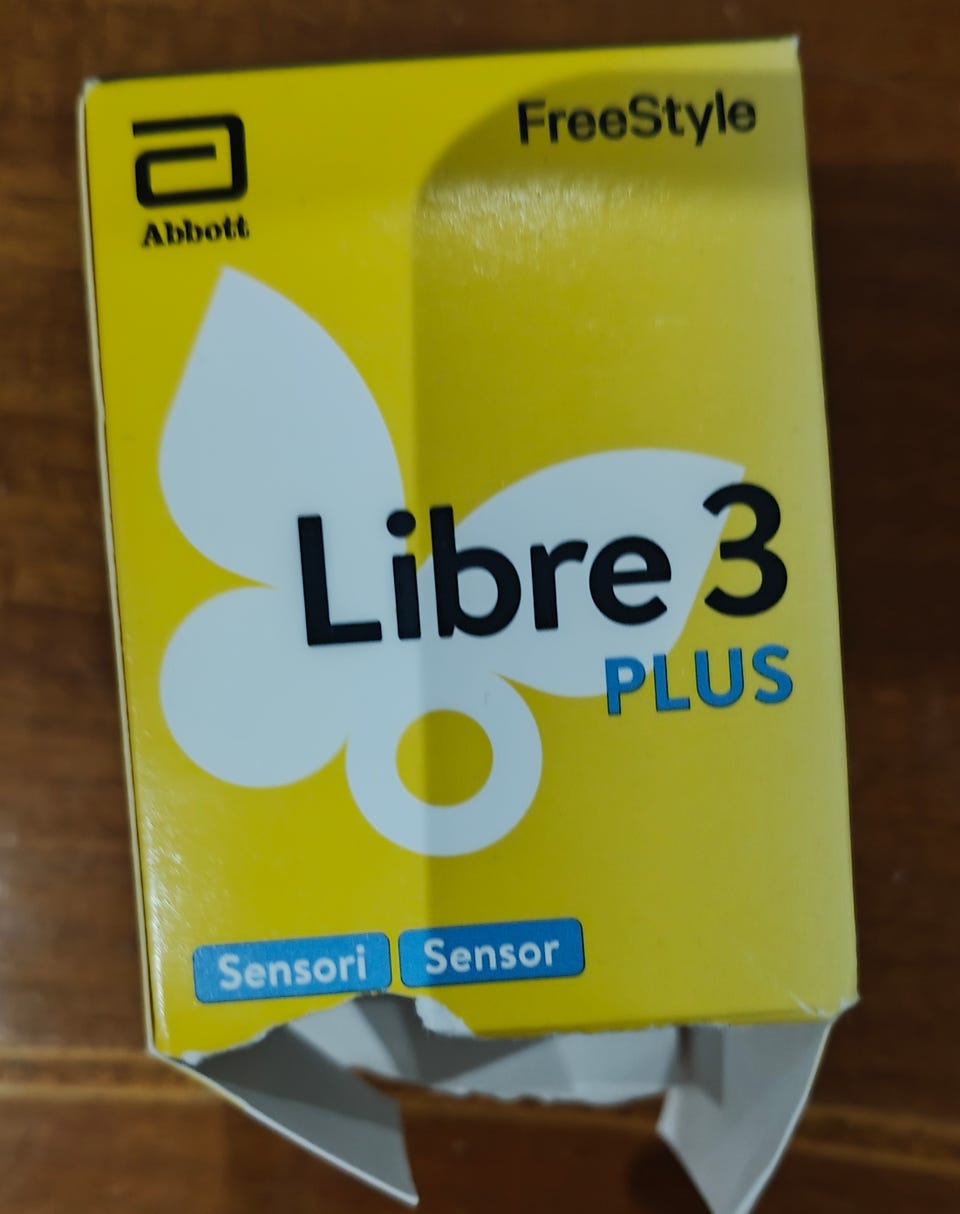 FreeStyle
Abbott
Libre 3
PLUS
Sensori Sensor